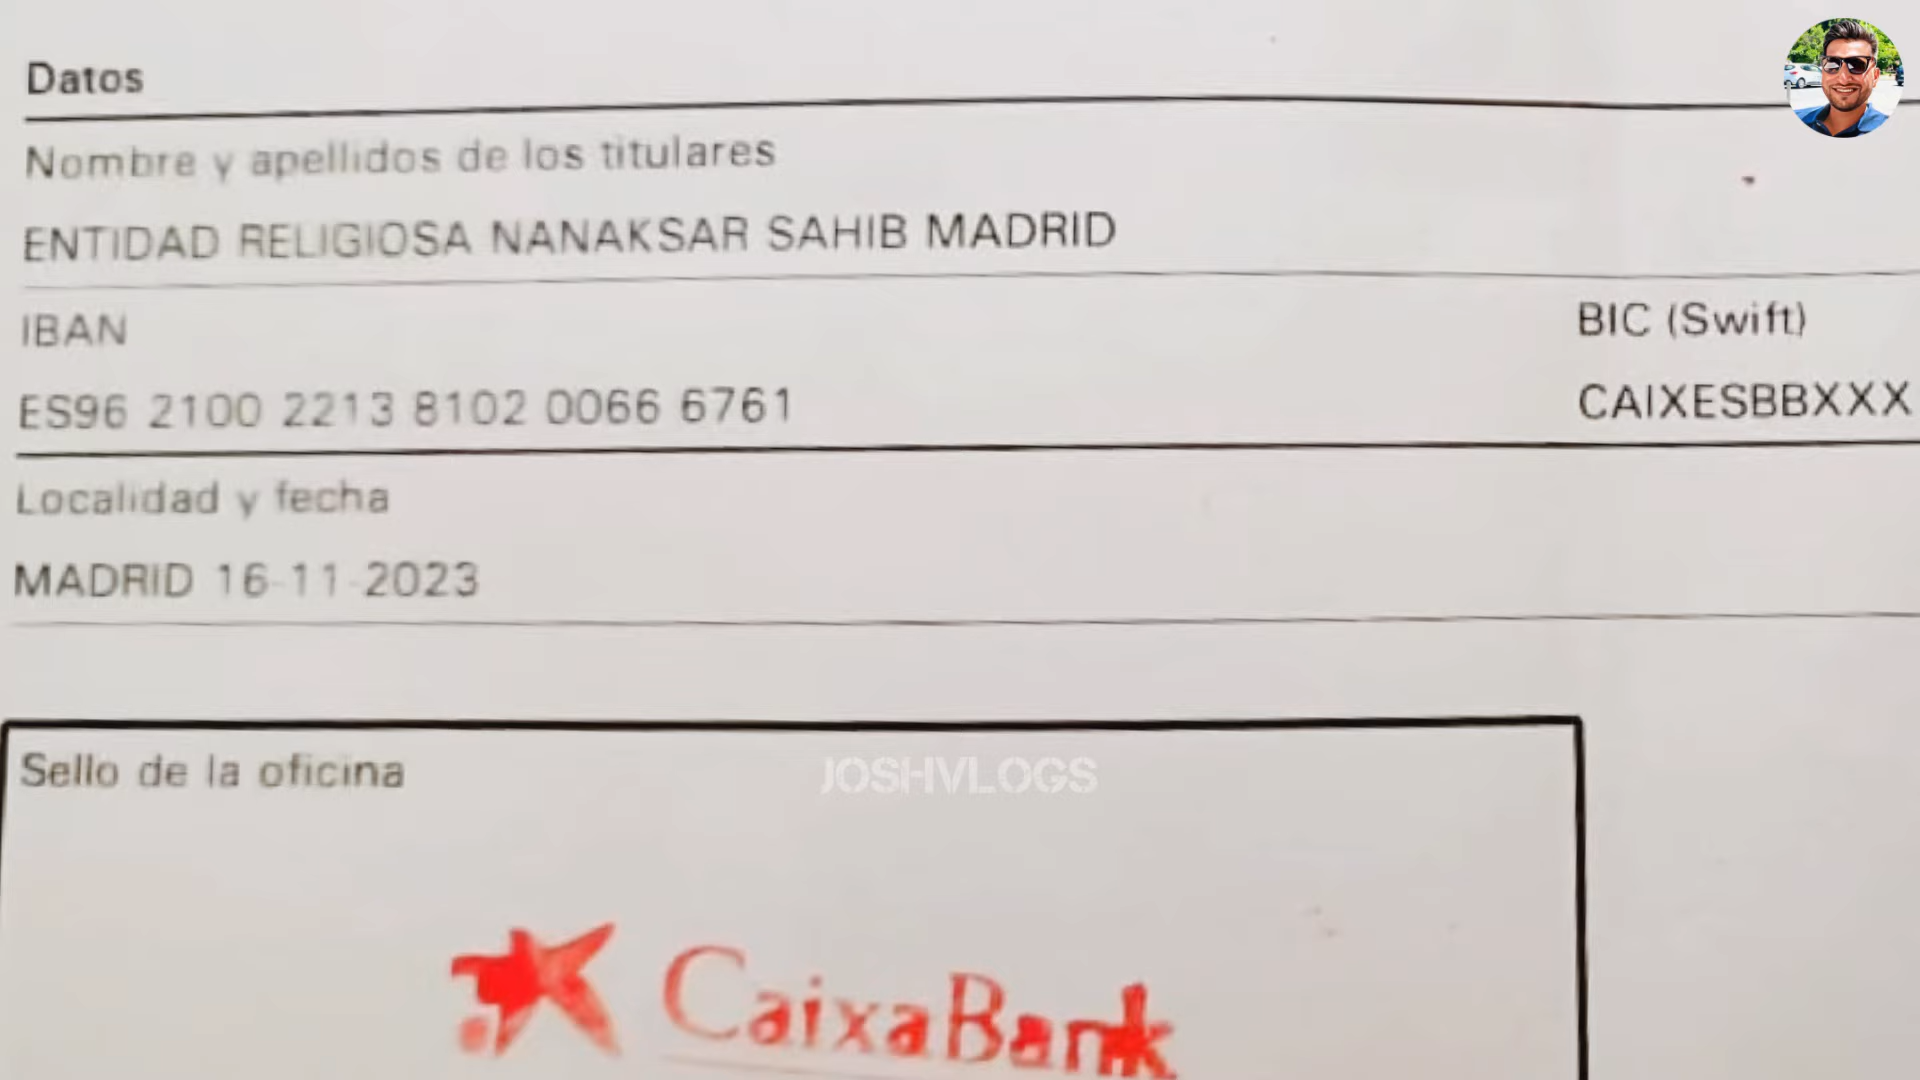 Datos
Nombre y apellidos de los titulares
ENTIDAD RELIGIOSA NANAKSAR SAHIB MADRID
IBAN
BIC (Swift)
ES96 2100 2213 8102 0066 6761
CAIXESBBXXX
Localidad y fecha
MADRID 16-11-2023
Sello de la oficina
JOSHVLOGS
CaixaBank